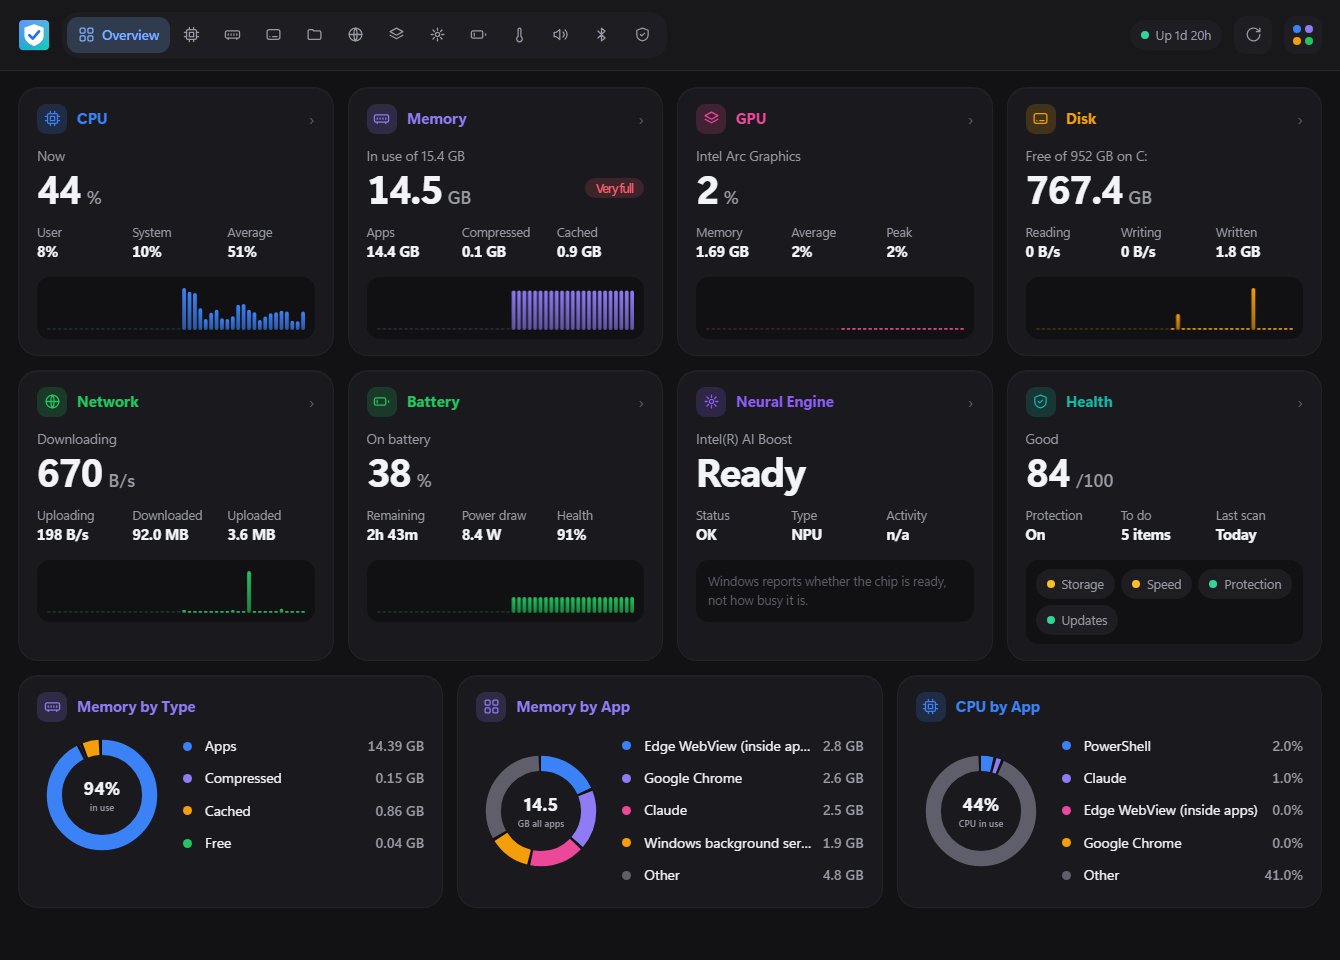 Overview
Up 1d 20h
CPU
Now
44 %
User System Average
8% 10% 51%
Memory
In use of 15.4 GB
14.5 GB
Very full
Apps Compressed Cached
14.4 GB 0.1 GB 0.9 GB
GPU
Intel Arc Graphics
2 %
Memory Average Peak
1.69 GB 2% 2%
Disk
Free of 952 GB on C:
767.4 GB
Reading Writing Written
0 B/s 0 B/s 1.8 GB
Network
Downloading
670 B/s
Uploading Downloaded Uploaded
198 B/s 92.0 MB 3.6 MB
Battery
On battery
38 %
Remaining Power draw Health
2h 43m 8.4 W 91%
Neural Engine
Intel(R) AI Boost
Ready
Status Type Activity
OK NPU n/a
Windows reports whether the chip is ready,
not how busy it is.
Health
Good
84 /100
Protection To do Last scan
On 5 items Today
Storage Speed Protection
Updates
Memory by Type
94%
in use
Apps 14.39 GB
Compressed 0.15 GB
Cached 0.86 GB
Free 0.04 GB
Memory by App
14.5
GB all apps
Edge WebView (inside ap... 2.8 GB
Google Chrome 2.6 GB
Claude 2.5 GB
Windows background ser... 1.9 GB
Other 4.8 GB
CPU by App
44%
CPU in use
PowerShell 2.0%
Claude 1.0%
Edge WebView (inside apps) 0.0%
Google Chrome 0.0%
Other 41.0%